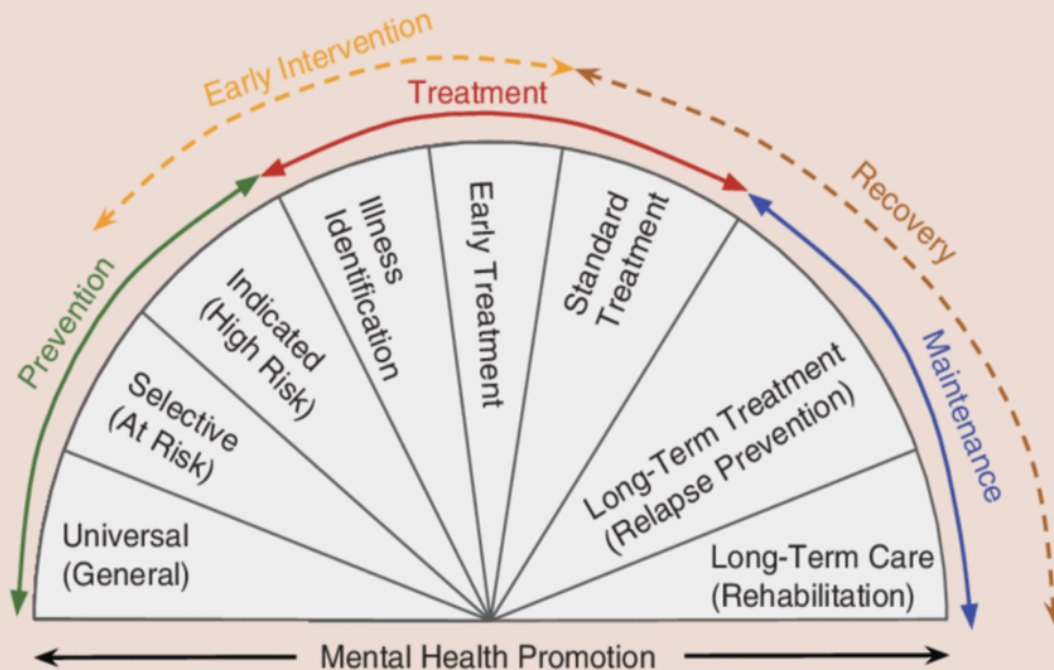 Early Intervention
Treatment
Recovery
Prevention
Maintenance
Universal
(General)
Selective
(At Risk)
Indicated
(High Risk)
Illness
Identification
Early Treatment
Standard
Treatment
Long-Term Treatment
(Relapse Prevention)
Long-Term Care
(Rehabilitation)
Mental Health Promotion